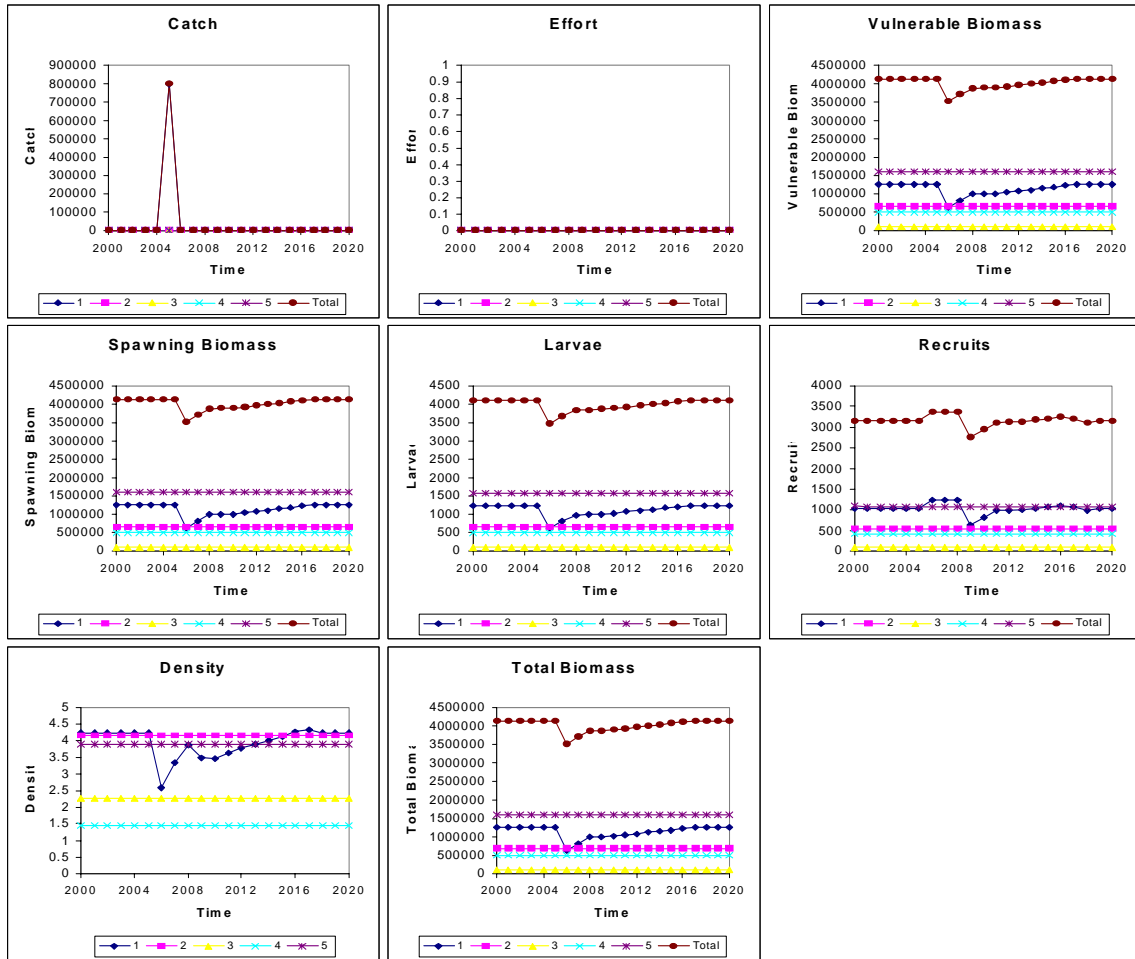 Catch
900000
800000
700000
600000
500000
400000
300000
200000
100000
0
Catcl
2000 2004 2008 2012 2016 2020
Time
1 2 3 4 5 Total
Effort
1
0.9
0.8
0.7
0.6
0.5
0.4
0.3
0.2
0.1
0
Effor
2000 2004 2008 2012 2016 2020
Time
1 2 3 4 5 Total
Vulnerable Biomass
4500000
4000000
3500000
3000000
2500000
2000000
1500000
1000000
500000
0
Vulnerable Biom
2000 2004 2008 2012 2016 2020
Time
1 2 3 4 5 Total
Spawning Biomass
4500000
4000000
3500000
3000000
2500000
2000000
1500000
1000000
500000
0
Spawning Biom
2000 2004 2008 2012 2016 2020
Time
1 2 3 4 5 Total
Larvae
4500
4000
3500
3000
2500
2000
1500
1000
500
0
Larva
2000 2004 2008 2012 2016 2020
Time
1 2 3 4 5 Total
Recruits
4000
3500
3000
2500
2000
1500
1000
500
0
Recrui
2000 2004 2008 2012 2016 2020
Time
1 2 3 4 5 Total
Density
5
4.5
4
3.5
3
2.5
2
1.5
1
0.5
0
Densit
2000 2004 2008 2012 2016 2020
Time
1 2 3 4 5
Total Biomass
4500000
4000000
3500000
3000000
2500000
2000000
1500000
1000000
500000
0
Total Bioma
2000 2004 2008 2012 2016 2020
Time
1 2 3 4 5 Total